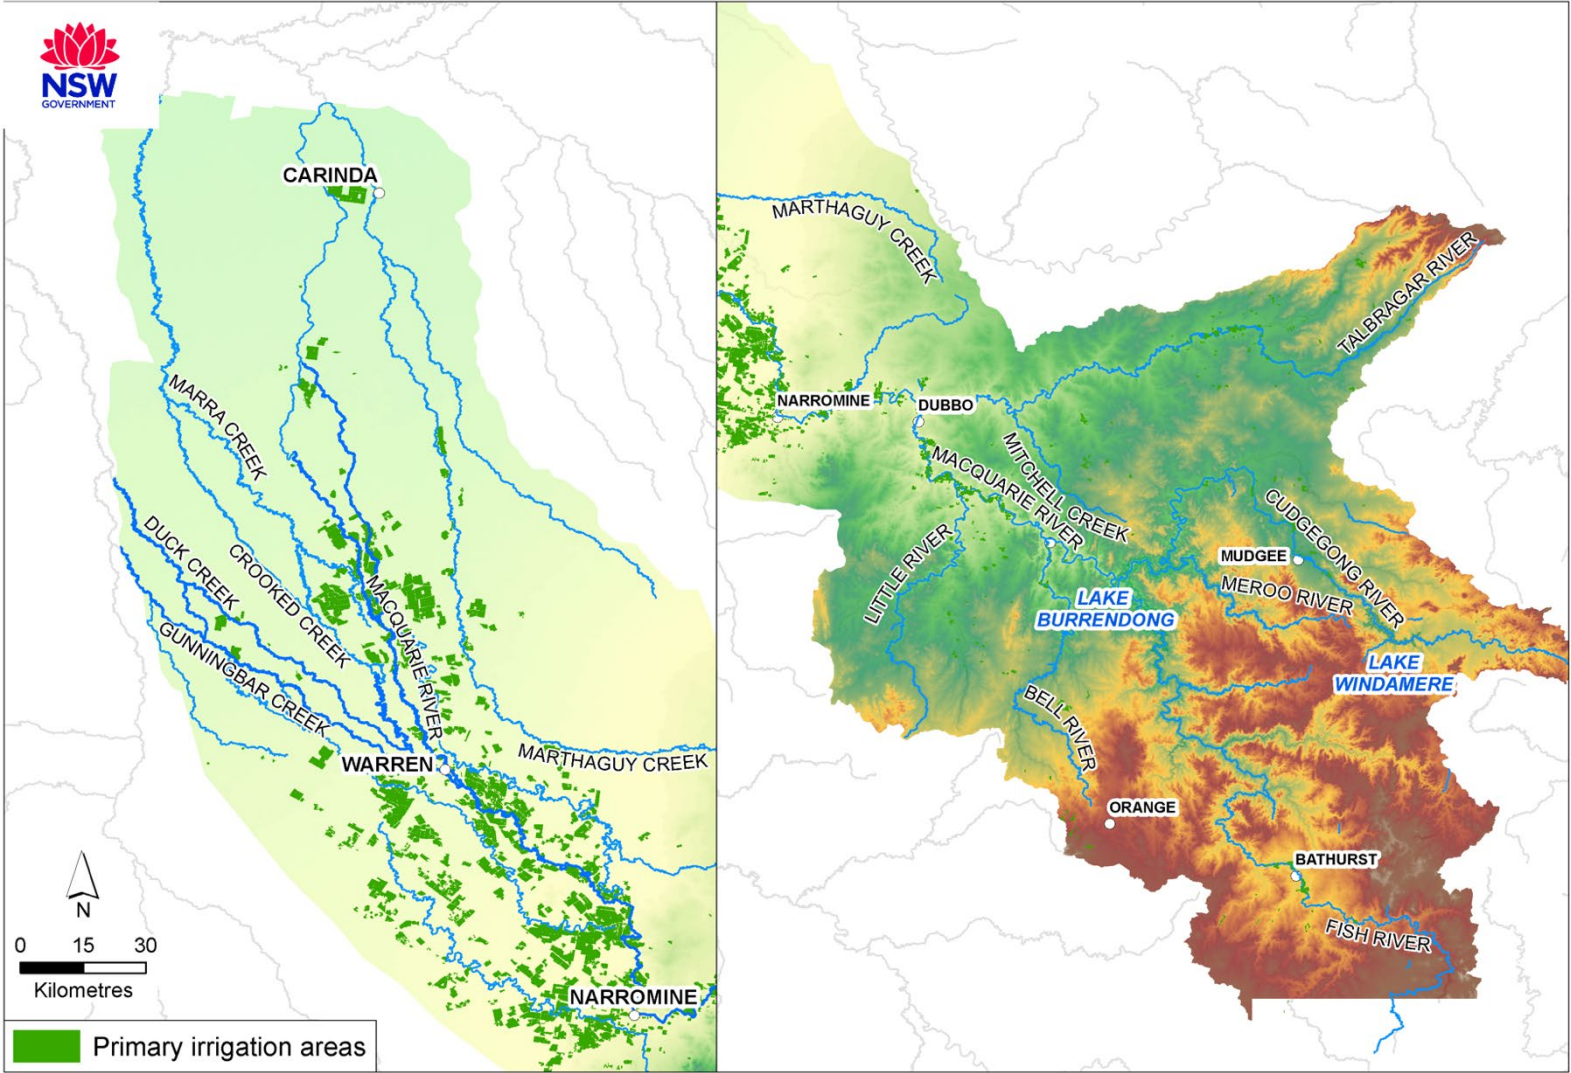 NSW
GOVERNMENT
CARINDA
MARRA CREEK
DUCK CREEK
CROOKED CREEK
GUNNINGBAR CREEK
MACQUARIE RIVER
WARREN
MARTHAGUY CREEK
NARROMINE
N
0 15 30
Kilometres
Primary irrigation areas
MARTHAGUY CREEK
TALBRAGAR RIVER
NARROMINE
DUBBO
MITCHELL CREEK
MACQUARIE RIVER
LITTLE RIVER
CUDGEGONG RIVER
MUDGEE
MEROO RIVER
LAKE
BURRENDONG
LAKE
WINDAMERE
BELL RIVER
ORANGE
BATHURST
FISH RIVER